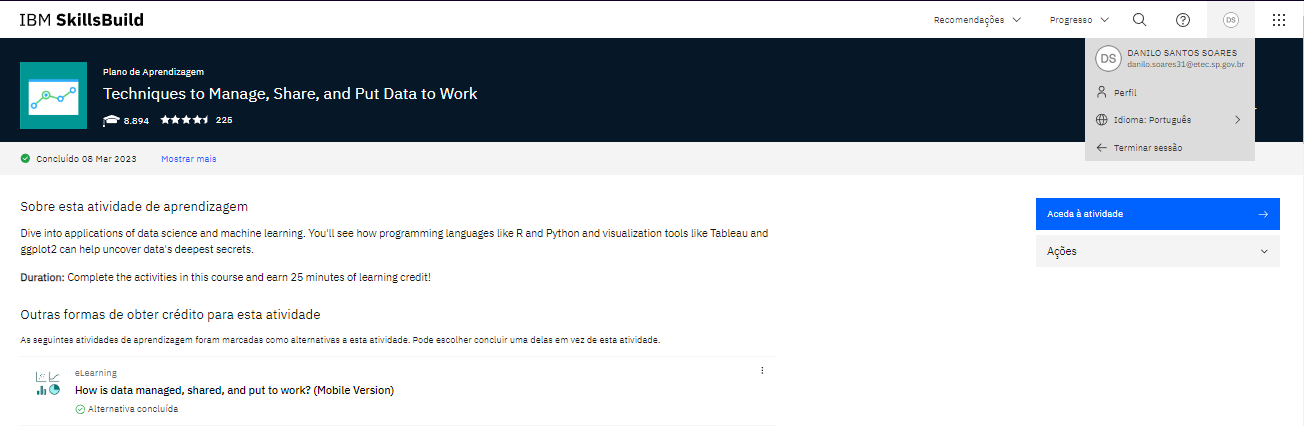 IBM SkillsBuild
Recomendações
Progresso
DS
DS
DANILO SANTOS SOARES
danilo.soares31@etec.sp.gov.br
Perfil
Idioma: Português
Terminar sessão
Plano de Aprendizagem
Techniques to Manage, Share, and Put Data to Work
8.894 225
Concluído 08 Mar 2023 Mostrar mais
Sobre esta atividade de aprendizagem
Dive into applications of data science and machine learning. You'll see how programming languages like R and Python and visualization tools like Tableau and
ggplot2 can help uncover data's deepest secrets.
Duration: Complete the activities in this course and earn 25 minutes of learning credit!
Aceda à atividade
Ações
Outras formas de obter crédito para esta atividade
As seguintes atividades de aprendizagem foram marcadas como alternativas a esta atividade. Pode escolher concluir uma delas em vez de esta atividade.
eLearning
How is data managed, shared, and put to work? (Mobile Version)
Alternativa concluída